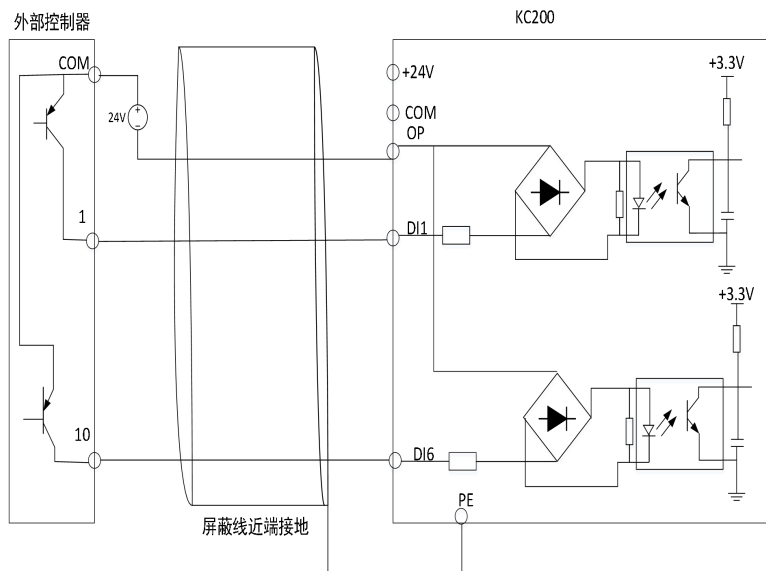 外部控制器
KC200
COM
24V
+24V
COM
OP
+3.3V
1
DI1
+3.3V
10
DI6
屏蔽线近端接地
PE